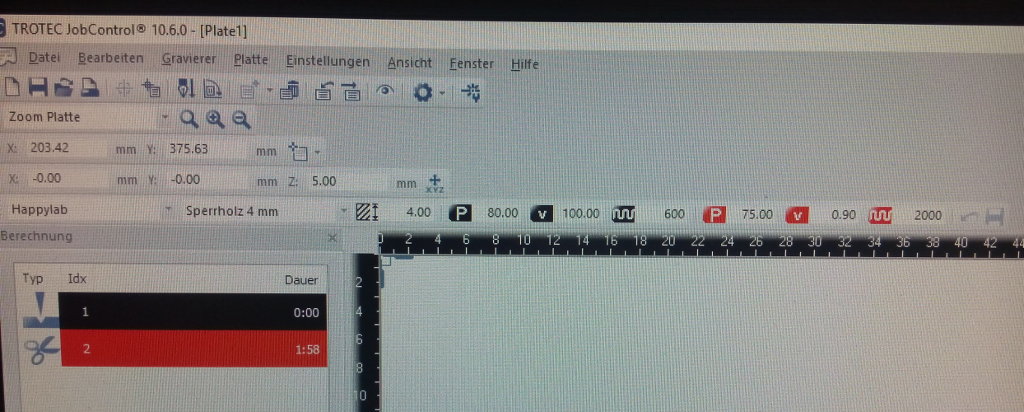 TROTEC JobControl® 10.6.0 - [Plate1]
Datei Bearbeiten Gravierer Platte Einstellungen Ansicht Fenster Hilfe
Zoom Platte
X: 203.42 mm Y: 375.63 mm
X: -0.00 mm Y: -0.00 mm Z: 5.00 mm XYZ
Happylab Sperrholz 4 mm 4.00 P 80.00 v 100.00 600 P 75.00 v 0.90 2000
Berechnung
0 2 4 6 8 10 12 14 16 18 20 22 24 26 28 30 32 34 36 38 40 42 44
Typ Idx Dauer
1 0:00
2 1:58
2
4
6
8
10